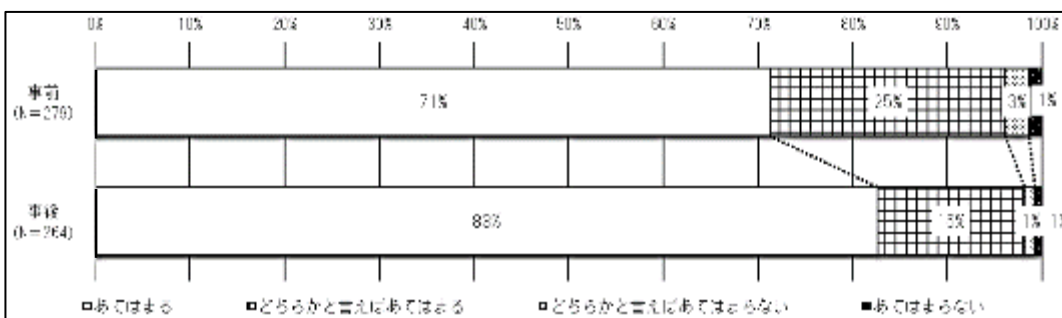 0% 10% 20% 30% 40% 50% 60% 70% 80% 90% 100%
事前
(N=279)
71% 25% 3% 1%
事後
(N=264)
83% 15% 1% 1%
あてはまる どちらかと言えばあてはまる どちらかと言えばあてはまらない あてはまらない